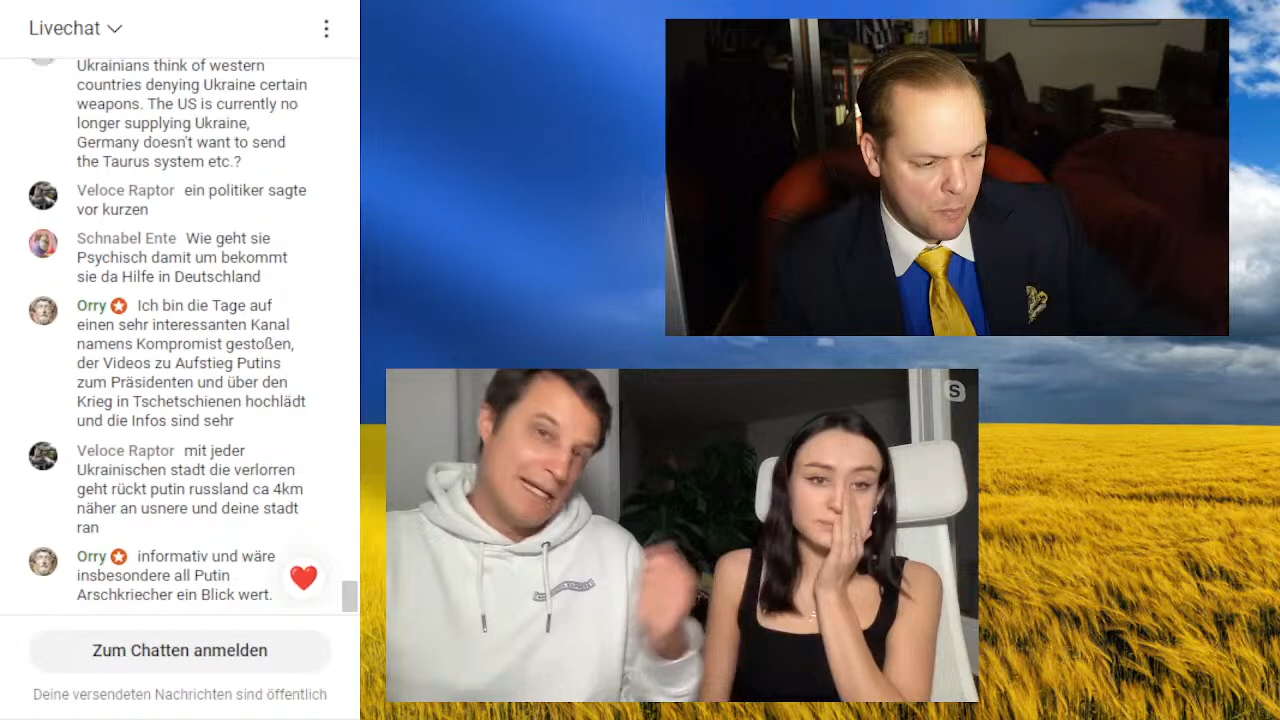 Livechat
Ukrainians think of western
countries denying Ukraine certain
weapons. The US is currently no
longer supplying Ukraine,
Germany doesn't want to send
the Taurus system etc.?
Veloce Raptor ein politiker sagte
vor kurzen
Schnabel Ente Wie geht sie
Psychisch damit um bekommt
sie da Hilfe in Deutschland
Orry Ich bin die Tage auf
einen sehr interessanten Kanal
namens Kompromist gestoßen,
der Videos zu Aufstieg Putins
zum Präsidenten und über den
Krieg in Tschetschienen hochlädt
und die Infos sind sehr
Veloce Raptor mit jeder
Ukrainischen stadt die verlorren
geht rückt putin russland ca 4km
näher an usnere und deine stadt
ran
Orry informativ und wäre
insbesondere all Putin
Arschkriecher ein Blick wert.
Zum Chatten anmelden
Deine versendeten Nachrichten sind öffentlich
S